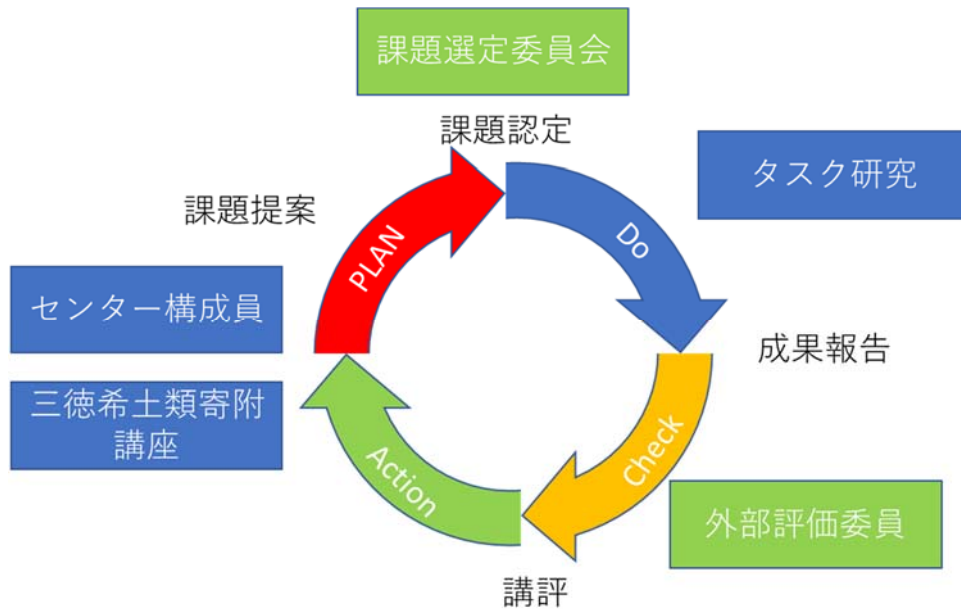 課題選定委員会
課題認定
タスク研究
課題提案
PLAN
Do
センター構成員
成果報告
三徳希土類寄附
講座
Action
Check
外部評価委員
講評